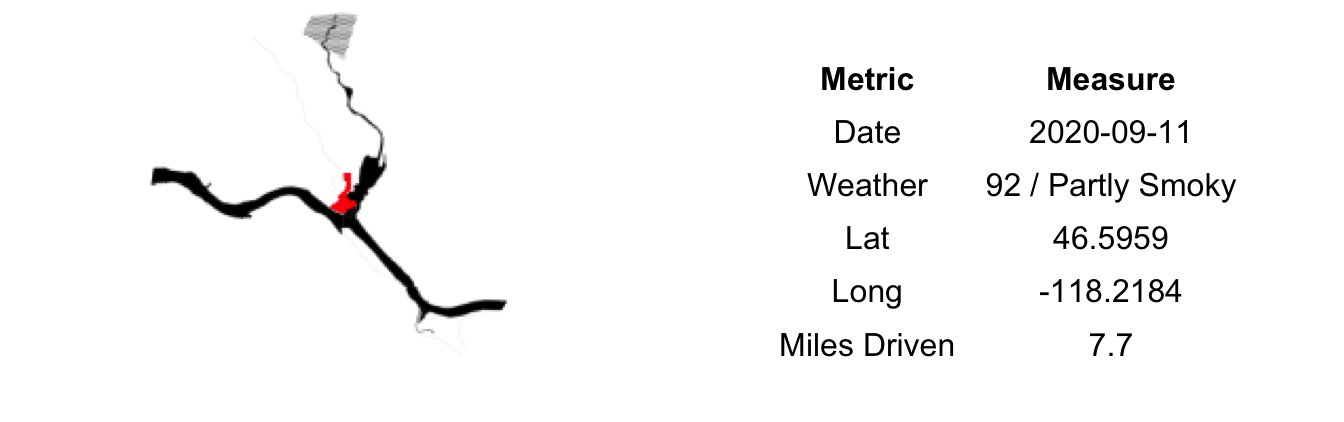 Metric Measure
Date 2020-09-11
Weather 92 / Partly Smoky
Lat 46.5959
Long -118.2184
Miles Driven 7.7